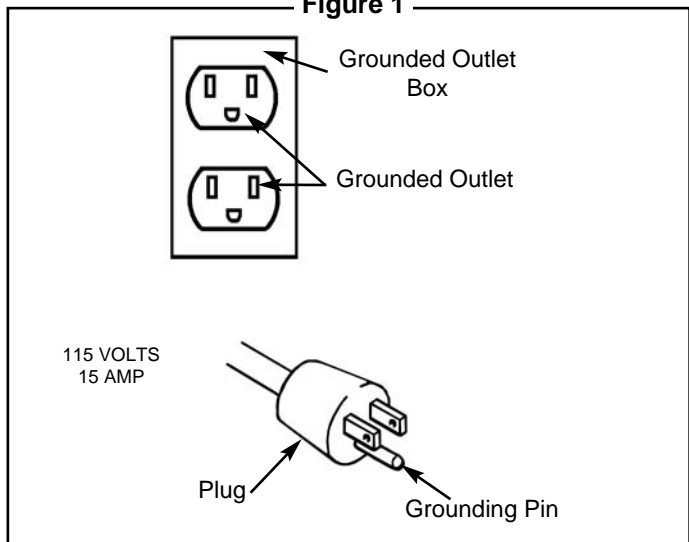 Figure 1
Grounded Outlet
Box
Grounded Outlet
115 VOLTS
15 AMP
Plug
Grounding Pin